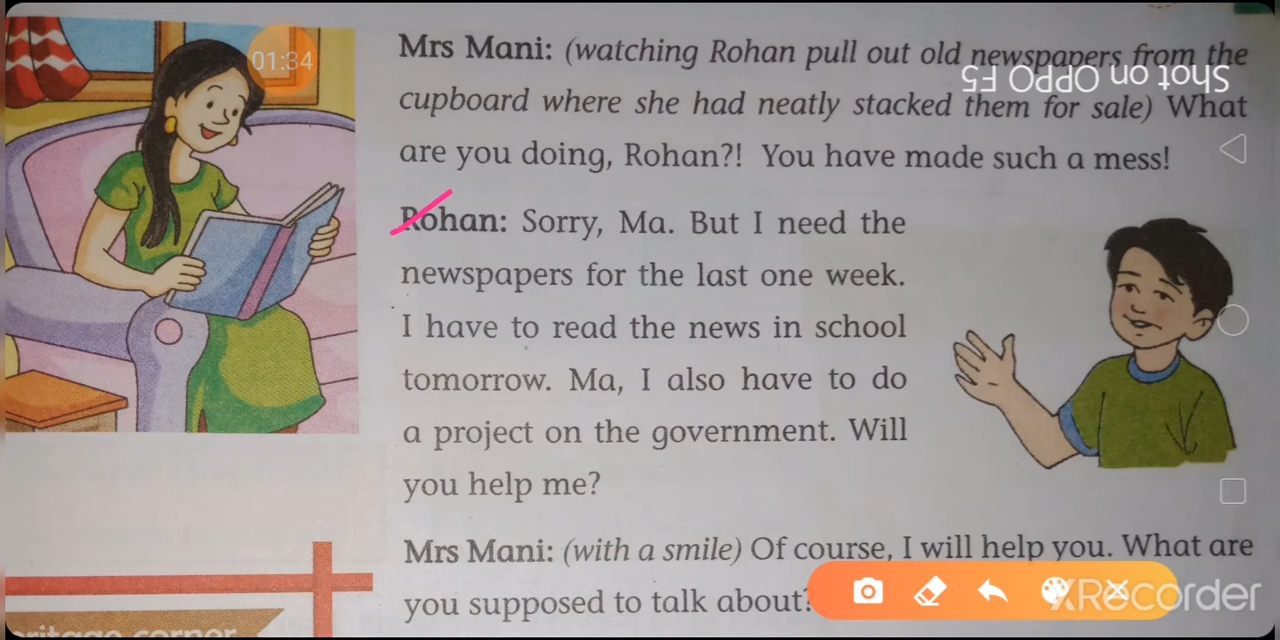 01:34
Mrs Mani: (watching Rohan pull out old newspapers from the
Shot on OPPO F5
cupboard where she had neatly stacked them for sale) What
are you doing, Rohan?! You have made such a mess!
Rohan: Sorry, Ma. But I need the
newspapers for the last one week.
I have to read the news in school
tomorrow. Ma, I also have to do
a project on the government. Will
you help me?
Mrs Mani: (with a smile) Of course, I will help you. What are
you supposed to talk about?
XRecorder
eritage corner